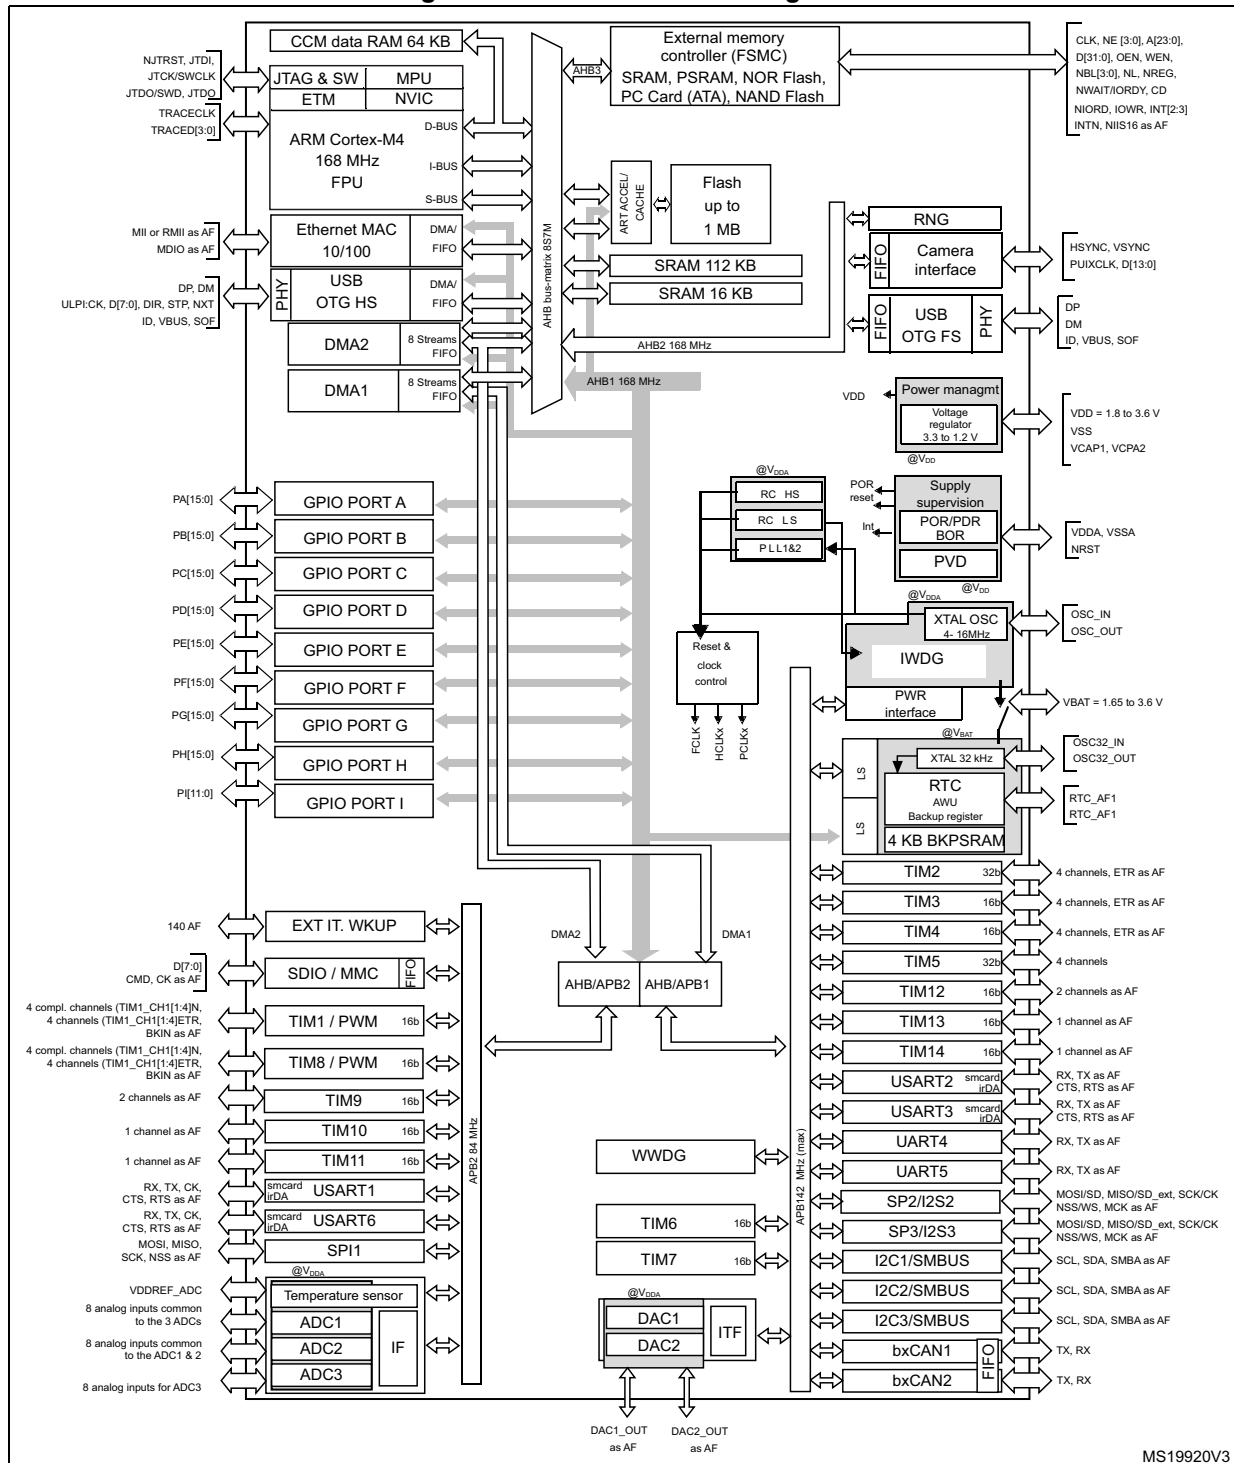 CCM data RAM 64 KB
External memory
controller (FSMC)
SRAM, PSRAM, NOR Flash,
PC Card (ATA), NAND Flash
CLK, NE [3:0], A[23:0],
D[31:0], OEN, WEN,
NBL[3:0], NL, NREG,
NWAIT/IORDY, CD
NIORD, IOWR, INT[2:3]
INTN, NIIS16 as AF
AHB3
NJTRST, JTDI,
JTCK/SWCLK
JTDO/SWD, JTDO
TRACECLK
TRACED[3:0]
JTAG & SW
MPU
ETM
NVIC
ARM Cortex-M4
168 MHz
FPU
D-BUS
I-BUS
S-BUS
AHB bus-matrix 8S7M
ART ACCEL/
CACHE
Flash
up to
1 MB
SRAM 112 KB
SRAM 16 KB
MII or RMII as AF
MDIO as AF
Ethernet MAC
10/100
DMA/
FIFO
DP, DM
ULPI:CK, D[7:0], DIR, STP, NXT
ID, VBUS, SOF
PHY
USB
OTG HS
DMA/
FIFO
DMA2
8 Streams
FIFO
DMA1
8 Streams
FIFO
RNG
FIFO
Camera
interface
HSYNC, VSYNC
PUIXCLK, D[13:0]
FIFO
USB
OTG FS
PHY
DP
DM
ID, VBUS, SOF
AHB2 168 MHz
AHB1 168 MHz
VDD
Power managmt
Voltage
regulator
3.3 to 1.2 V
@VDD
VDD = 1.8 to 3.6 V
VSS
VCAP1, VCPA2
@VDDA
RC HS
RC LS
PLL1&2
POR
reset
Int
Supply
supervision
POR/PDR
BOR
PVD
@VDD
VDDA, VSSA
NRST
@VDDA
XTAL OSC
4- 16MHz
IWDG
OSC_IN
OSC_OUT
Reset &
clock
control
FCLK
HCLKx
PCLKx
PWR
interface
VBAT = 1.65 to 3.6 V
@VBAT
LS
LS
XTAL 32 kHz
RTC
AWU
Backup register
4 KB BKPSRAM
OSC32_IN
OSC32_OUT
RTC_AF1
RTC_AF1
PA[15:0]
GPIO PORT A
PB[15:0]
GPIO PORT B
PC[15:0]
GPIO PORT C
PD[15:0]
GPIO PORT D
PE[15:0]
GPIO PORT E
PF[15:0]
GPIO PORT F
PG[15:0]
GPIO PORT G
PH[15:0]
GPIO PORT H
PI[11:0]
GPIO PORT I
DMA2
DMA1
AHB/APB2
AHB/APB1
140 AF
EXT IT. WKUP
D[7:0]
CMD, CK as AF
SDIO / MMC
FIFO
4 compl. channels (TIM1_CH1[1:4]N,
4 channels (TIM1_CH1[1:4]ETR,
BKIN as AF
TIM1 / PWM 16b
4 compl. channels (TIM1_CH1[1:4]N,
4 channels (TIM1_CH1[1:4]ETR,
BKIN as AF
TIM8 / PWM 16b
2 channels as AF
TIM9 16b
1 channel as AF
TIM10 16b
1 channel as AF
TIM11 16b
RX, TX, CK,
CTS, RTS as AF
smcard
irDA
USART1
RX, TX, CK,
CTS, RTS as AF
smcard
irDA
USART6
MOSI, MISO,
SCK, NSS as AF
SPI1
@VDDA
VDDREF_ADC
Temperature sensor
8 analog inputs common
to the 3 ADCs
ADC1
8 analog inputs common
to the ADC1 & 2
ADC2
8 analog inputs for ADC3
ADC3
IF
APB2 84 MHz
WWDG
TIM6 16b
TIM7 16b
@VDDA
DAC1
DAC2
ITF
DAC1_OUT
as AF
DAC2_OUT
as AF
APB142 MHz (max)
TIM2 32b
4 channels, ETR as AF
TIM3 16b
4 channels, ETR as AF
TIM4 16b
4 channels, ETR as AF
TIM5 32b
4 channels
TIM12 16b
2 channels as AF
TIM13 16b
1 channel as AF
TIM14 16b
1 channel as AF
USART2
smcard
irDA
RX, TX as AF
CTS, RTS as AF
USART3
smcard
irDA
RX, TX as AF
CTS, RTS as AF
UART4
RX, TX as AF
UART5
RX, TX as AF
SP2/I2S2
MOSI/SD, MISO/SD_ext, SCK/CK
NSS/WS, MCK as AF
SP3/I2S3
MOSI/SD, MISO/SD_ext, SCK/CK
NSS/WS, MCK as AF
I2C1/SMBUS
SCL, SDA, SMBA as AF
I2C2/SMBUS
SCL, SDA, SMBA as AF
I2C3/SMBUS
SCL, SDA, SMBA as AF
bxCAN1
TX, RX
bxCAN2
TX, RX
FIFO
MS19920V3